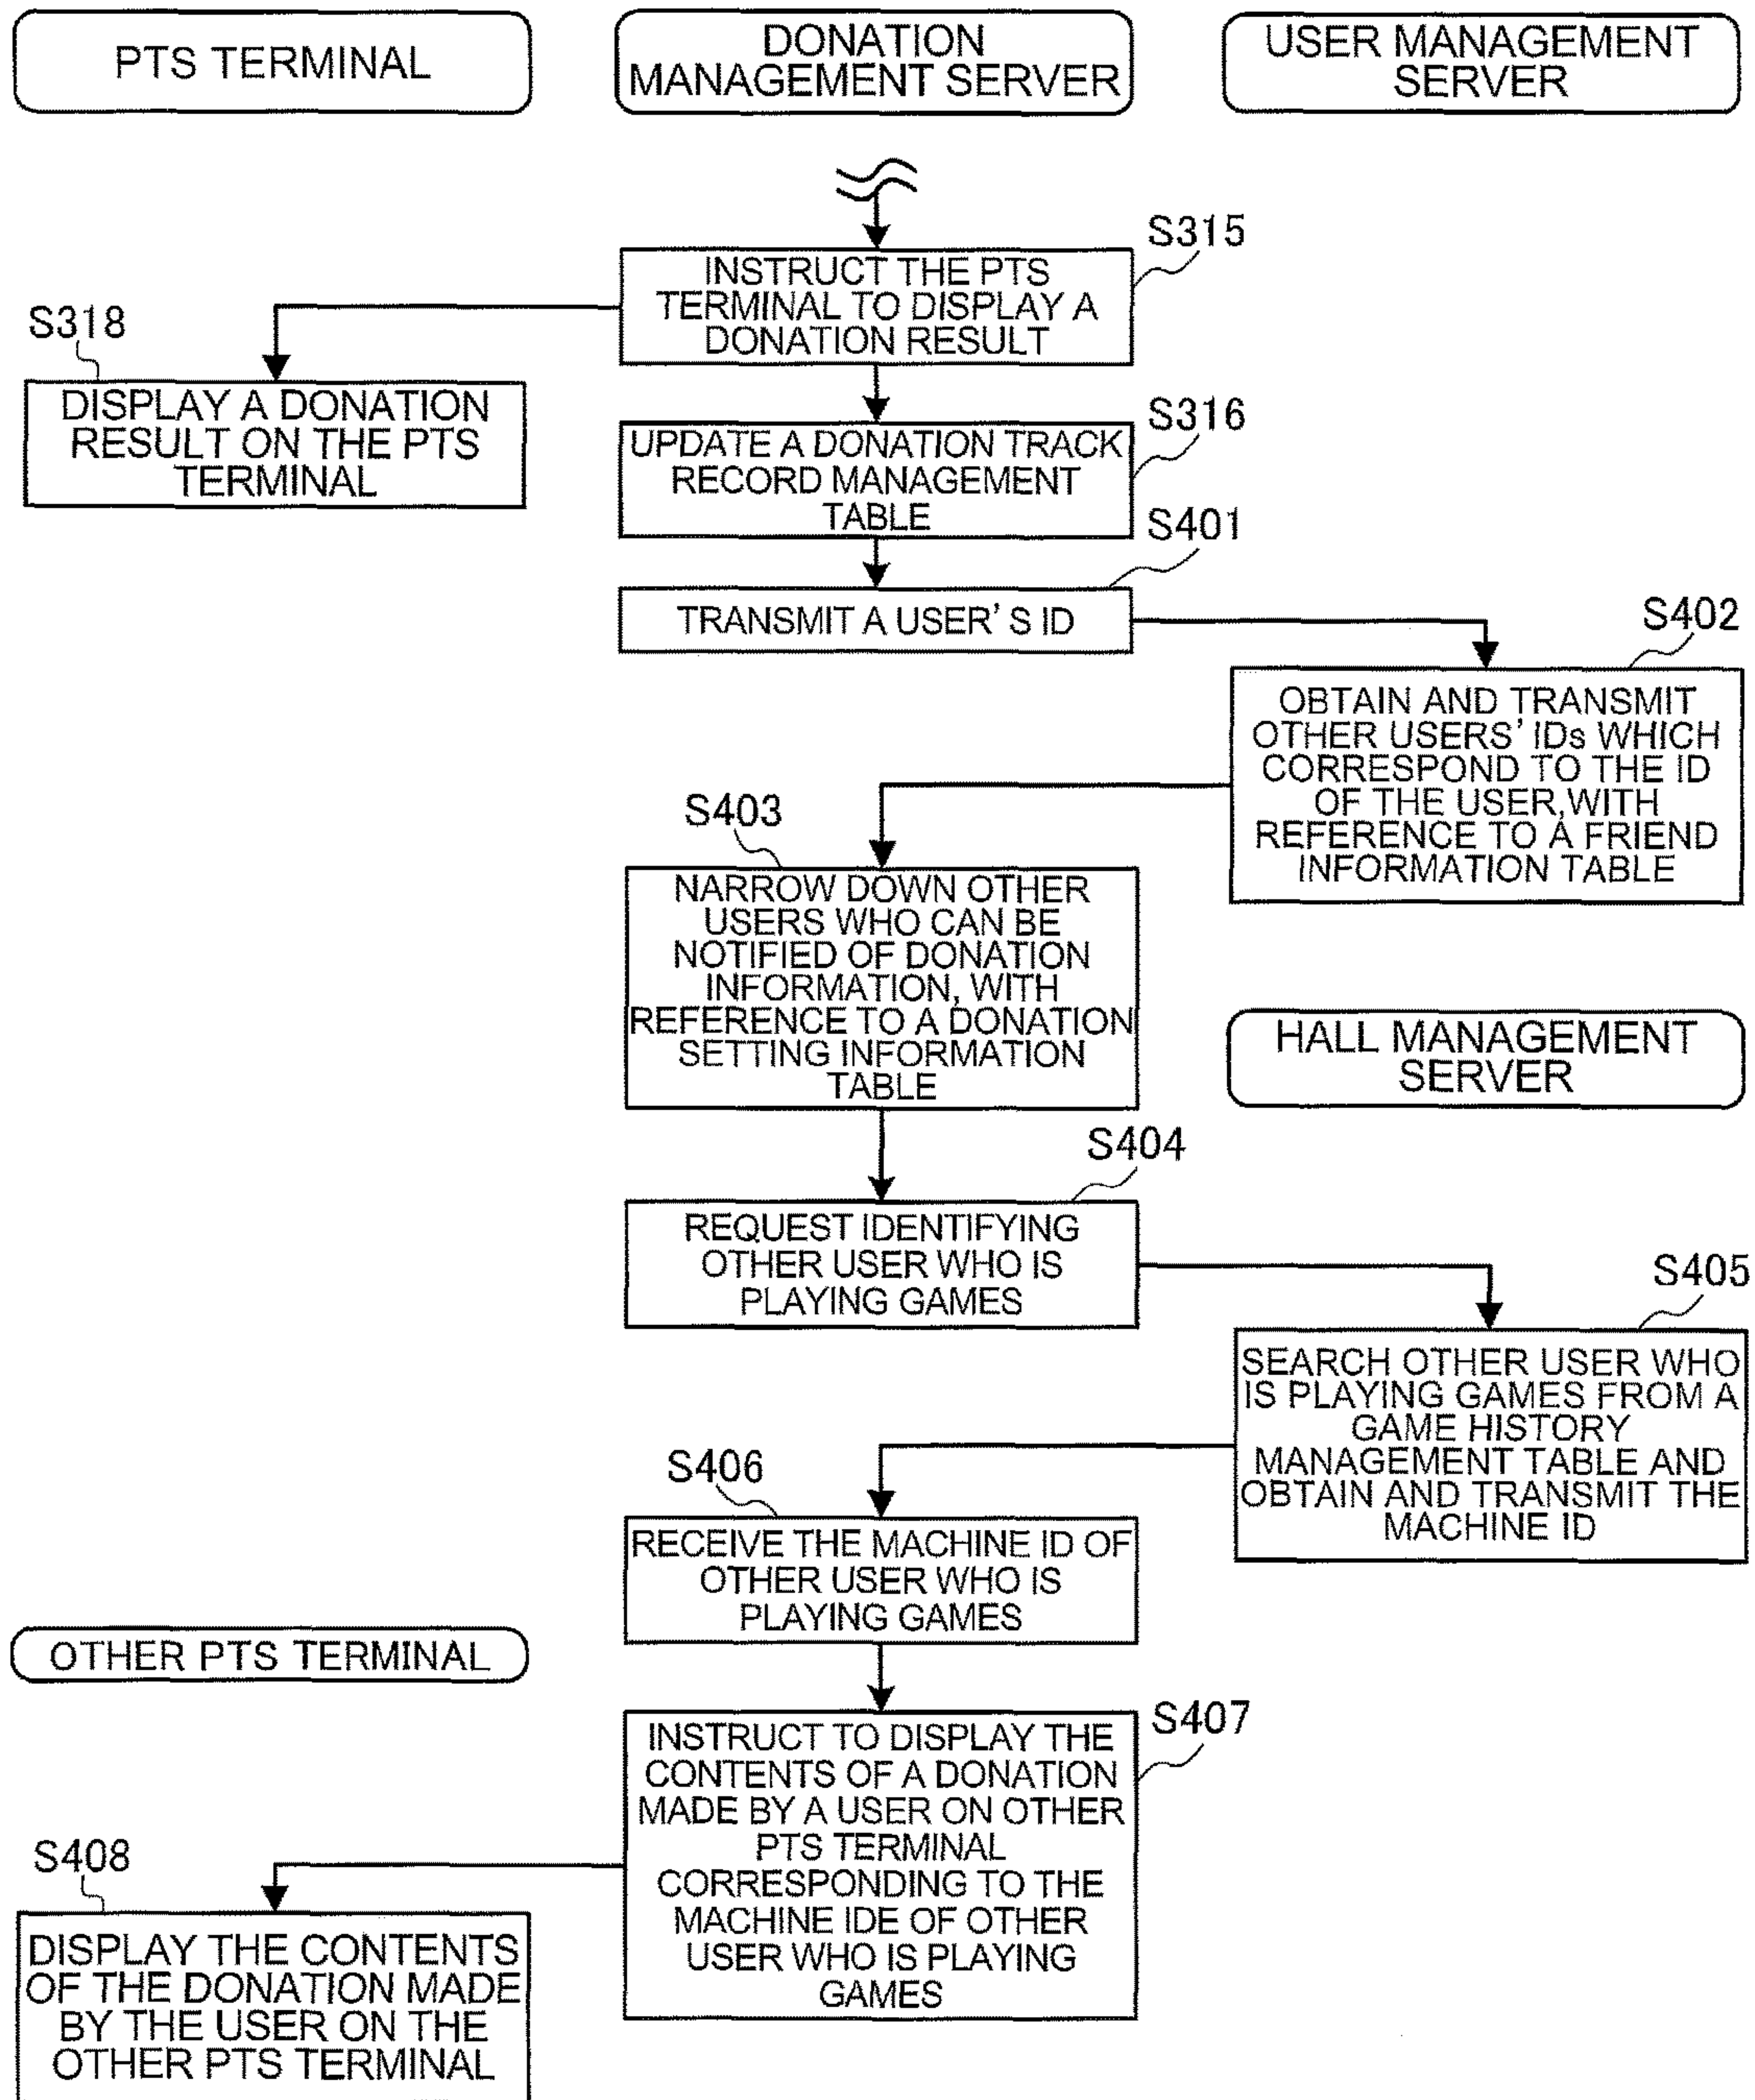 PTS TERMINAL
DONATION
MANAGEMENT SERVER
USER MANAGEMENT
SERVER
S315
INSTRUCT THE PTS
TERMINAL TO DISPLAY A
DONATION RESULT
S318
DISPLAY A DONATION
RESULT ON THE PTS
TERMINAL
S316
UPDATE A DONATION TRACK
RECORD MANAGEMENT
TABLE
S401
TRANSMIT A USER'S ID
S402
OBTAIN AND TRANSMIT
OTHER USERS' IDs WHICH
CORRESPOND TO THE ID
OF THE USER, WITH
REFERENCE TO A FRIEND
INFORMATION TABLE
S403
NARROW DOWN OTHER
USERS WHO CAN BE
NOTIFIED OF DONATION
INFORMATION, WITH
REFERENCE TO A DONATION
SETTING INFORMATION
TABLE
HALL MANAGEMENT
SERVER
S404
REQUEST IDENTIFYING
OTHER USER WHO IS
PLAYING GAMES
S405
SEARCH OTHER USER WHO
IS PLAYING GAMES FROM A
GAME HISTORY
MANAGEMENT TABLE AND
OBTAIN AND TRANSMIT THE
MACHINE ID
S406
RECEIVE THE MACHINE ID OF
OTHER USER WHO IS
PLAYING GAMES
OTHER PTS TERMINAL
S407
INSTRUCT TO DISPLAY THE
CONTENTS OF A DONATION
MADE BY A USER ON OTHER
PTS TERMINAL
CORRESPONDING TO THE
MACHINE IDE OF OTHER
USER WHO IS PLAYING
GAMES
S408
DISPLAY THE CONTENTS
OF THE DONATION MADE
BY THE USER ON THE
OTHER PTS TERMINAL